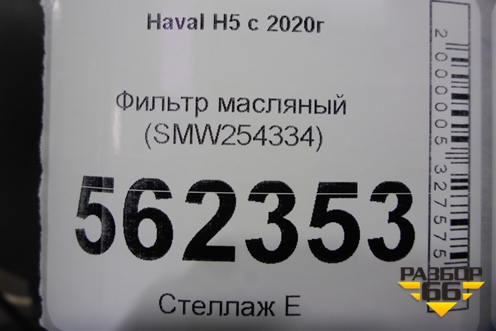 Haval H5 с 2020г
Фильтр масляный
(SMW254334)
562353
Стеллаж Е
2000005327575
РАЗБОР
66